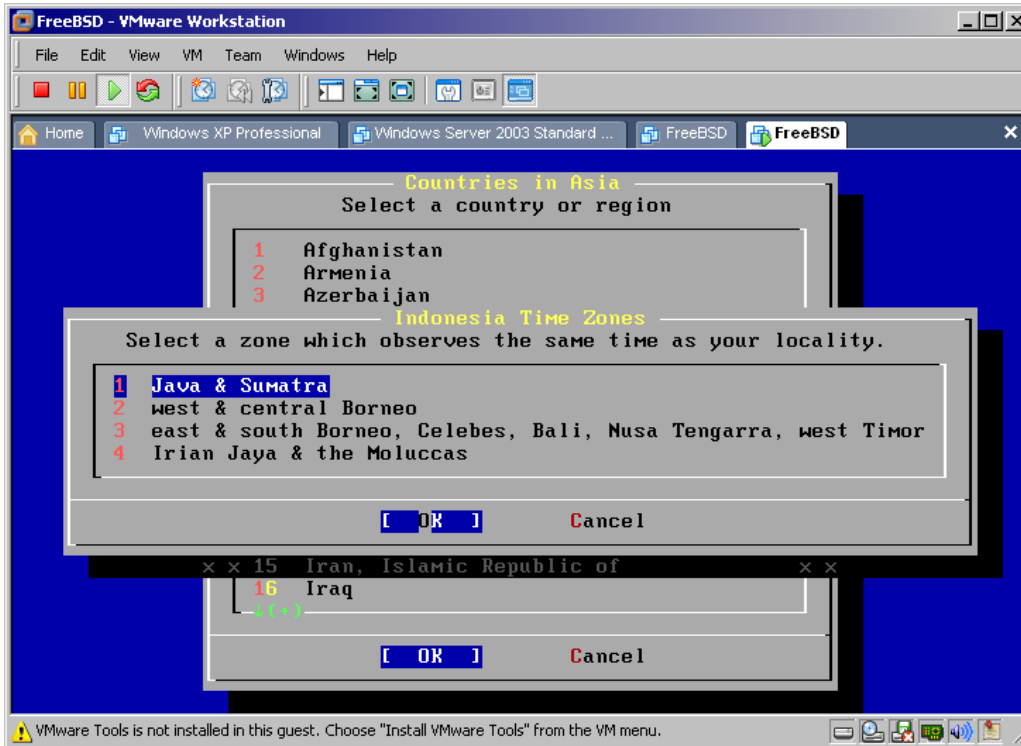 FreeBSD - VMware Workstation
File Edit View VM Team Windows Help
Home Windows XP Professional Windows Server 2003 Standard ... FreeBSD FreeBSD
Countries in Asia
Select a country or region
1 Afghanistan
2 Armenia
3 Azerbaijan
Indonesia Time Zones
Select a zone which observes the same time as your locality.
1 Java & Sumatra
2 west & central Borneo
3 east & south Borneo, Celebes, Bali, Nusa Tengarra, west Timor
4 Irian Jaya & the Moluccas
[ OK ] Cancel
x x 15 Iran, Islamic Republic of x x
16 Iraq
↓(+)
[ OK ] Cancel
VMware Tools is not installed in this guest. Choose "Install VMware Tools" from the VM menu.